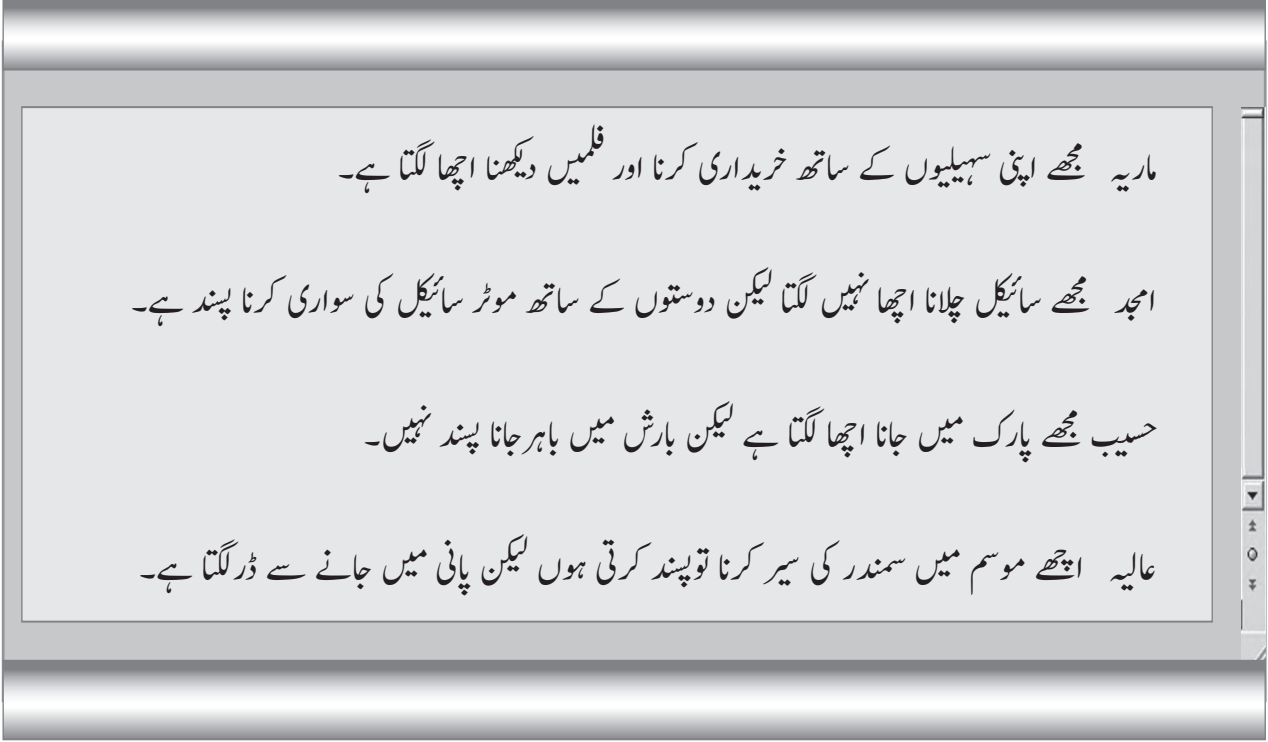 ماریہ مجھے اپنی سہیلیوں کے ساتھ خریداری کرنا اور فلمیں دیکھنا اچھا لگتا ہے۔
امجد مجھے سائیکل چلانا اچھا نہیں لگتا لیکن دوستوں کے ساتھ موٹر سائیکل کی سواری کرنا پسند ہے۔
حسیب مجھے پارک میں جانا اچھا لگتا ہے لیکن بارش میں باہر جانا پسند نہیں۔
عالیہ اچھے موسم میں سمندر کی سیر کرنا تو پسند کرتی ہوں لیکن پانی میں جانے سے ڈر لگتا ہے۔